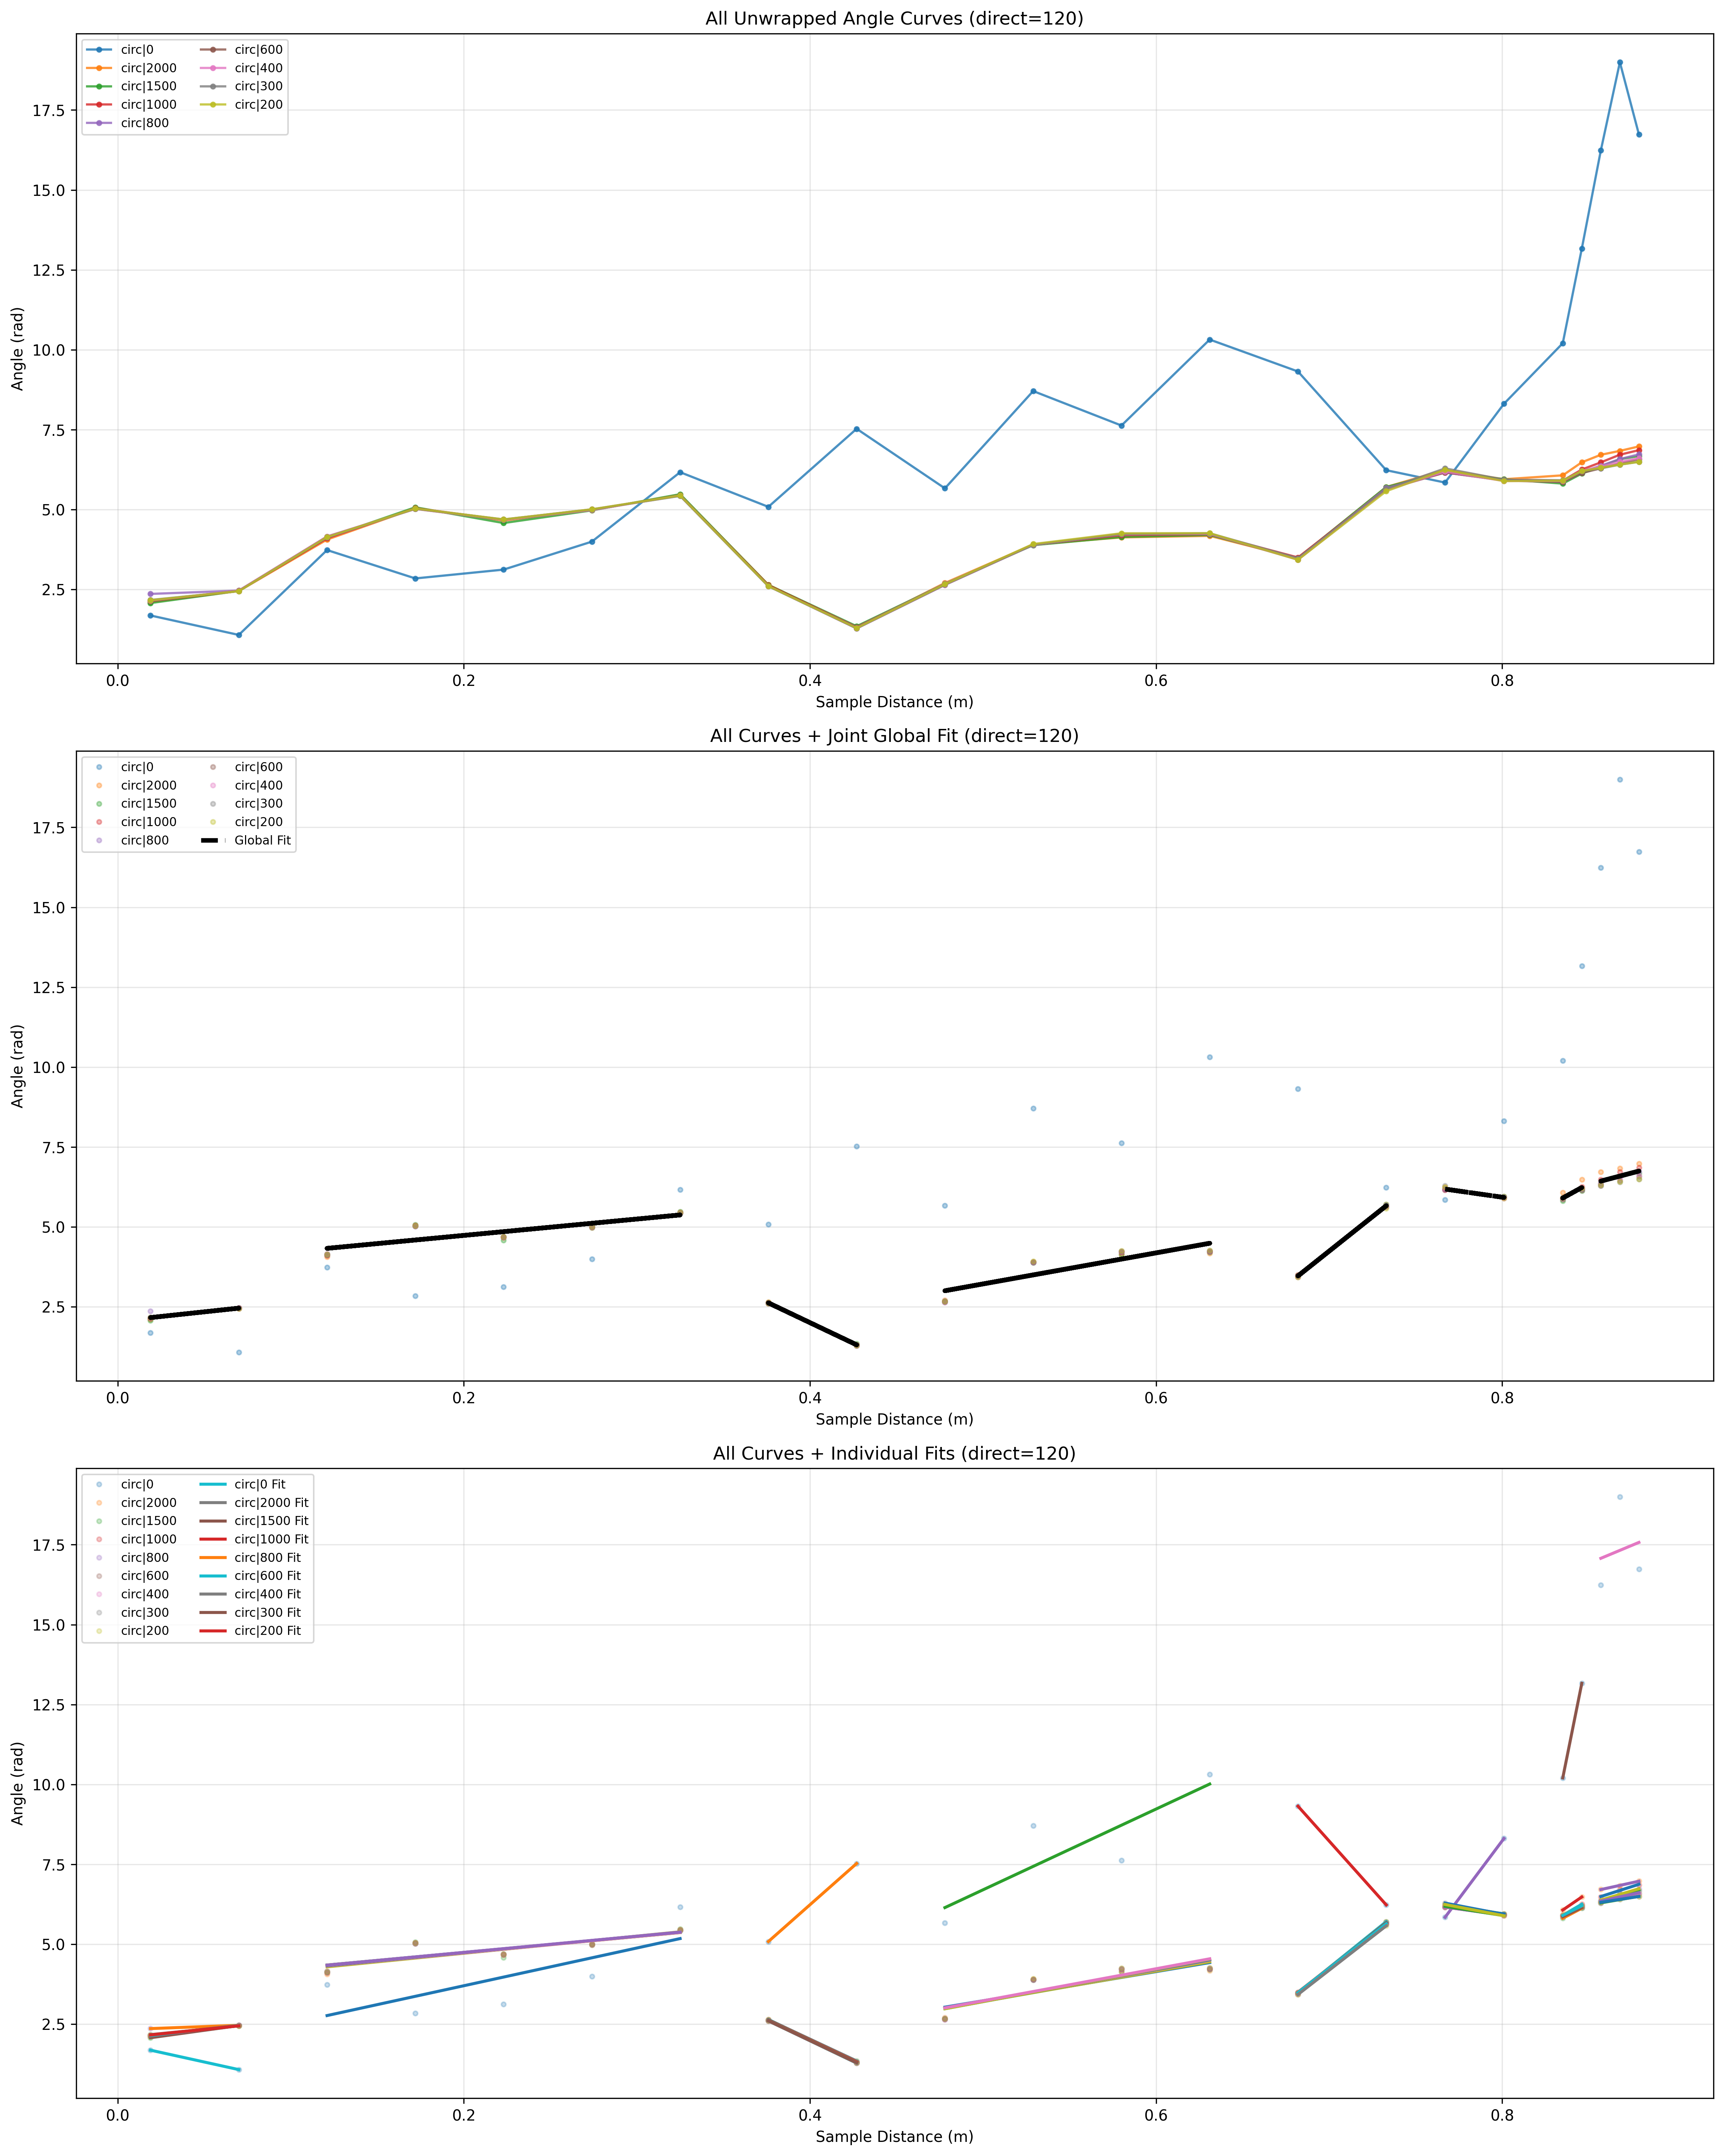 All Unwrapped Angle Curves (direct=120)
circ|0
circ|2000
circ|1500
circ|1000
circ|800
circ|600
circ|400
circ|300
circ|200
17.5
15.0
12.5
10.0
7.5
5.0
2.5
Angle (rad)
0.0 0.2 0.4 0.6 0.8
Sample Distance (m)
All Curves + Joint Global Fit (direct=120)
circ|0
circ|2000
circ|1500
circ|1000
circ|800
circ|600
circ|400
circ|300
circ|200
Global Fit
17.5
15.0
12.5
10.0
7.5
5.0
2.5
Angle (rad)
0.0 0.2 0.4 0.6 0.8
Sample Distance (m)
All Curves + Individual Fits (direct=120)
circ|0
circ|2000
circ|1500
circ|1000
circ|800
circ|600
circ|400
circ|300
circ|200
circ|0 Fit
circ|2000 Fit
circ|1500 Fit
circ|1000 Fit
circ|800 Fit
circ|600 Fit
circ|400 Fit
circ|300 Fit
circ|200 Fit
17.5
15.0
12.5
10.0
7.5
5.0
2.5
Angle (rad)
0.0 0.2 0.4 0.6 0.8
Sample Distance (m)